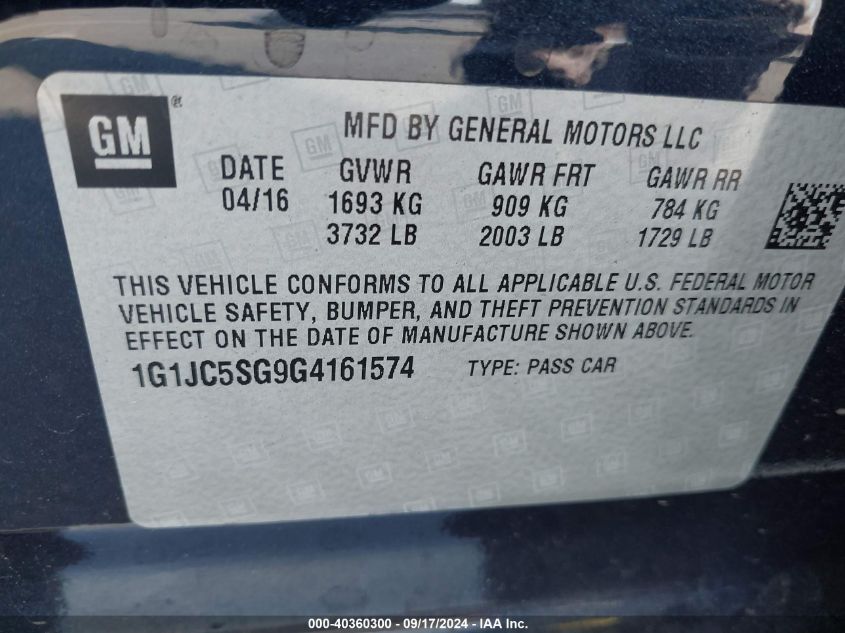 GM ®
MFD BY GENERAL MOTORS LLC
DATE GVWR GAWR FRT GAWR RR
04/16 1693 KG 909 KG 784 KG
3732 LB 2003 LB 1729 LB
THIS VEHICLE CONFORMS TO ALL APPLICABLE U.S. FEDERAL MOTOR
VEHICLE SAFETY, BUMPER, AND THEFT PREVENTION STANDARDS IN
EFFECT ON THE DATE OF MANUFACTURE SHOWN ABOVE.
1G1JC5SG9G4161574 TYPE: PASS CAR
000-40360300 - 09/17/2024 - IAAI - Copyright IAA, Inc.